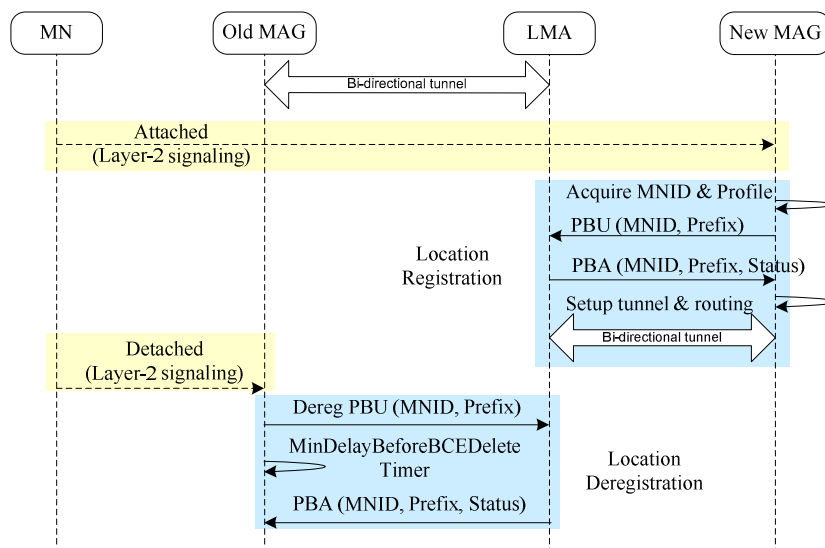 MN
Old MAG
LMA
New MAG
Bi-directional tunnel
Attached
(Layer-2 signaling)
Acquire MNID & Profile
PBU (MNID, Prefix)
Location
Registration
PBA (MNID, Prefix, Status)
Setup tunnel & routing
Bi-directional tunnel
Detached
(Layer-2 signaling)
Dereg PBU (MNID, Prefix)
MinDelayBeforeBCEDelete
Timer
Location
Deregistration
PBA (MNID, Prefix, Status)